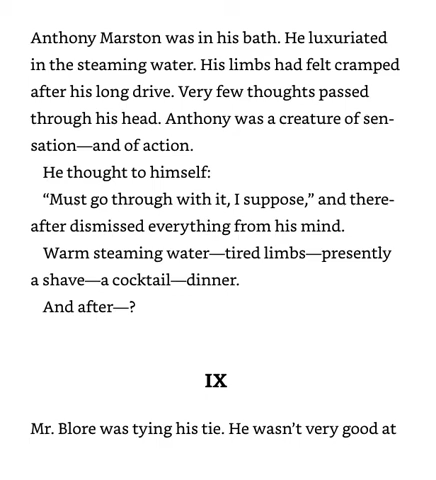 Anthony Marston was in his bath. He luxuriated
in the steaming water. His limbs had felt cramped
after his long drive. Very few thoughts passed
through his head. Anthony was a creature of sen-
sation—and of action.
He thought to himself:
“Must go through with it, I suppose,” and there-
after dismissed everything from his mind.
Warm steaming water—tired limbs—presently
a shave—a cocktail—dinner.
And after—?
IX
Mr. Blore was tying his tie. He wasn’t very good at